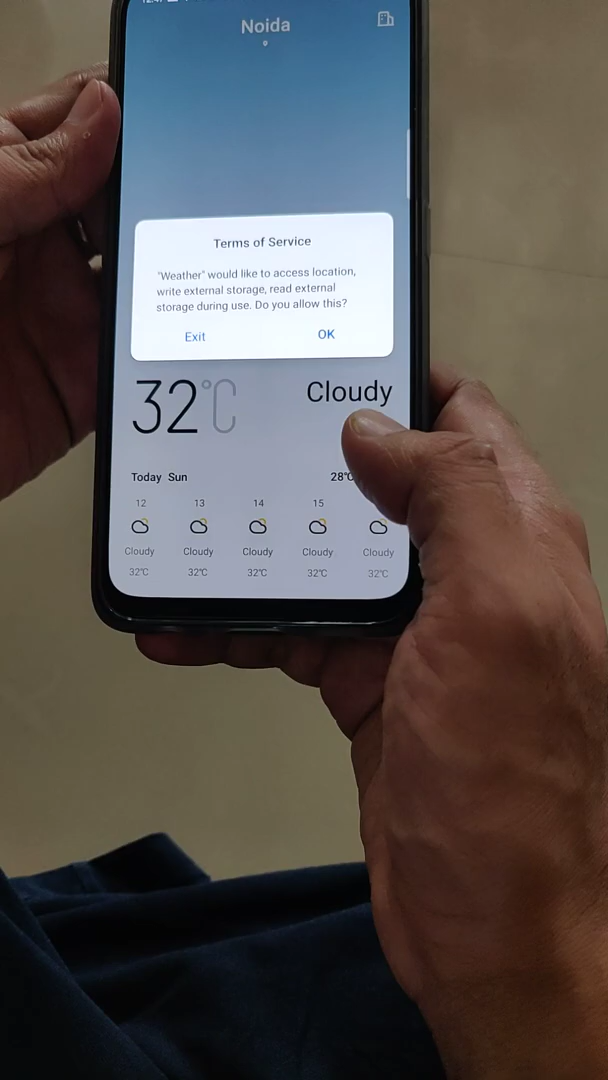 Noida
Terms of Service
"Weather" would like to access location,
write external storage, read external
storage during use. Do you allow this?
Exit OK
32°C Cloudy
Today Sun 28°C
12 13 14 15
Cloudy Cloudy Cloudy Cloudy Cloudy
32°C 32°C 32°C 32°C 32°C